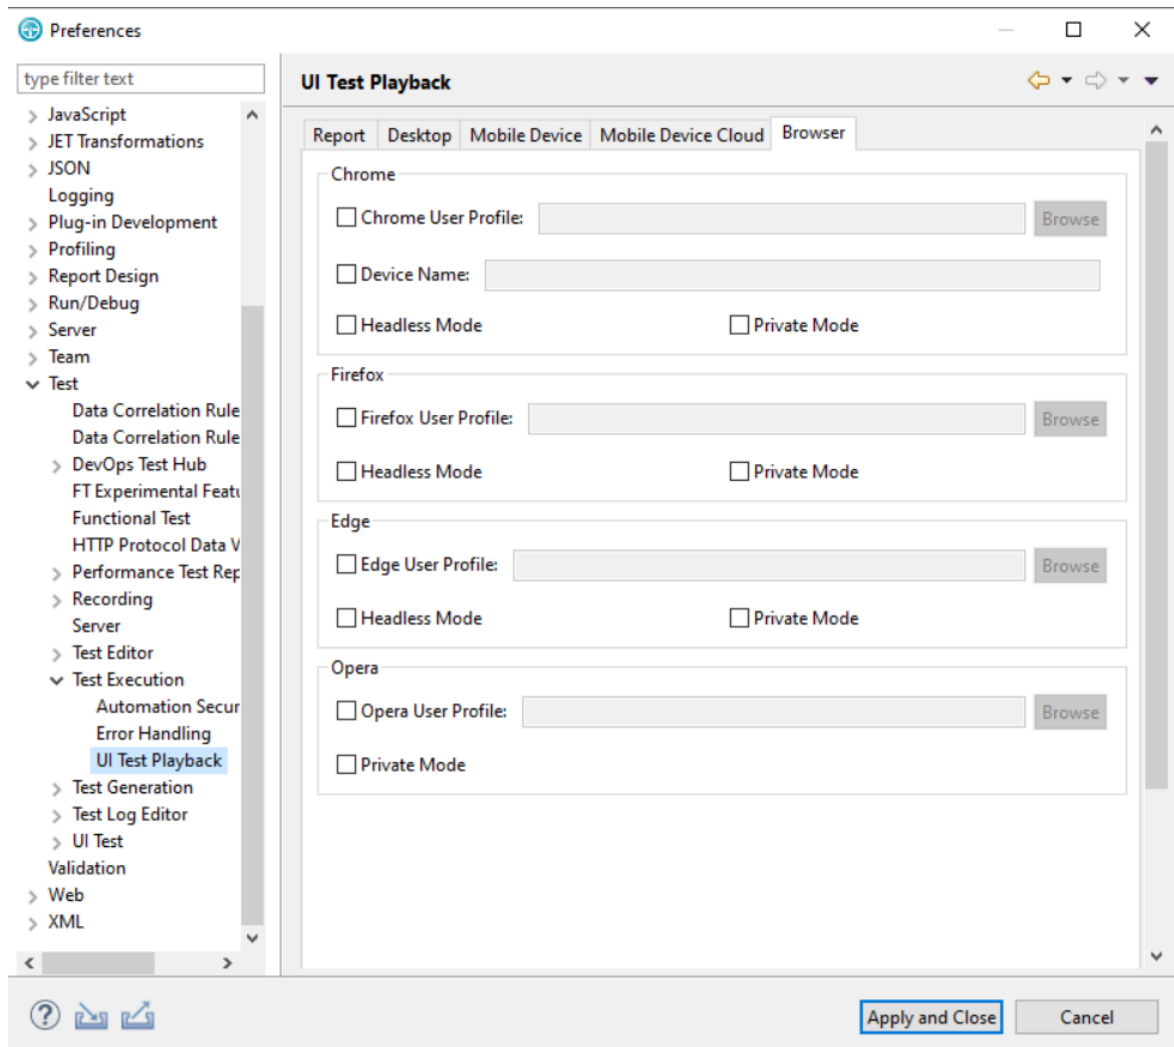 Preferences
type filter text
JavaScript
JET Transformations
JSON
Logging
Plug-in Development
Profiling
Report Design
Run/Debug
Server
Team
Test
Data Correlation Rule
Data Correlation Rule
DevOps Test Hub
FT Experimental Featu
Functional Test
HTTP Protocol Data V
Performance Test Rep
Recording
Server
Test Editor
Test Execution
Automation Secur
Error Handling
UI Test Playback
Test Generation
Test Log Editor
UI Test
Validation
Web
XML
UI Test Playback
Report Desktop Mobile Device Mobile Device Cloud Browser
Chrome
Chrome User Profile: Browse
Device Name:
Headless Mode Private Mode
Firefox
Firefox User Profile: Browse
Headless Mode Private Mode
Edge
Edge User Profile: Browse
Headless Mode Private Mode
Opera
Opera User Profile: Browse
Private Mode
Apply and Close Cancel